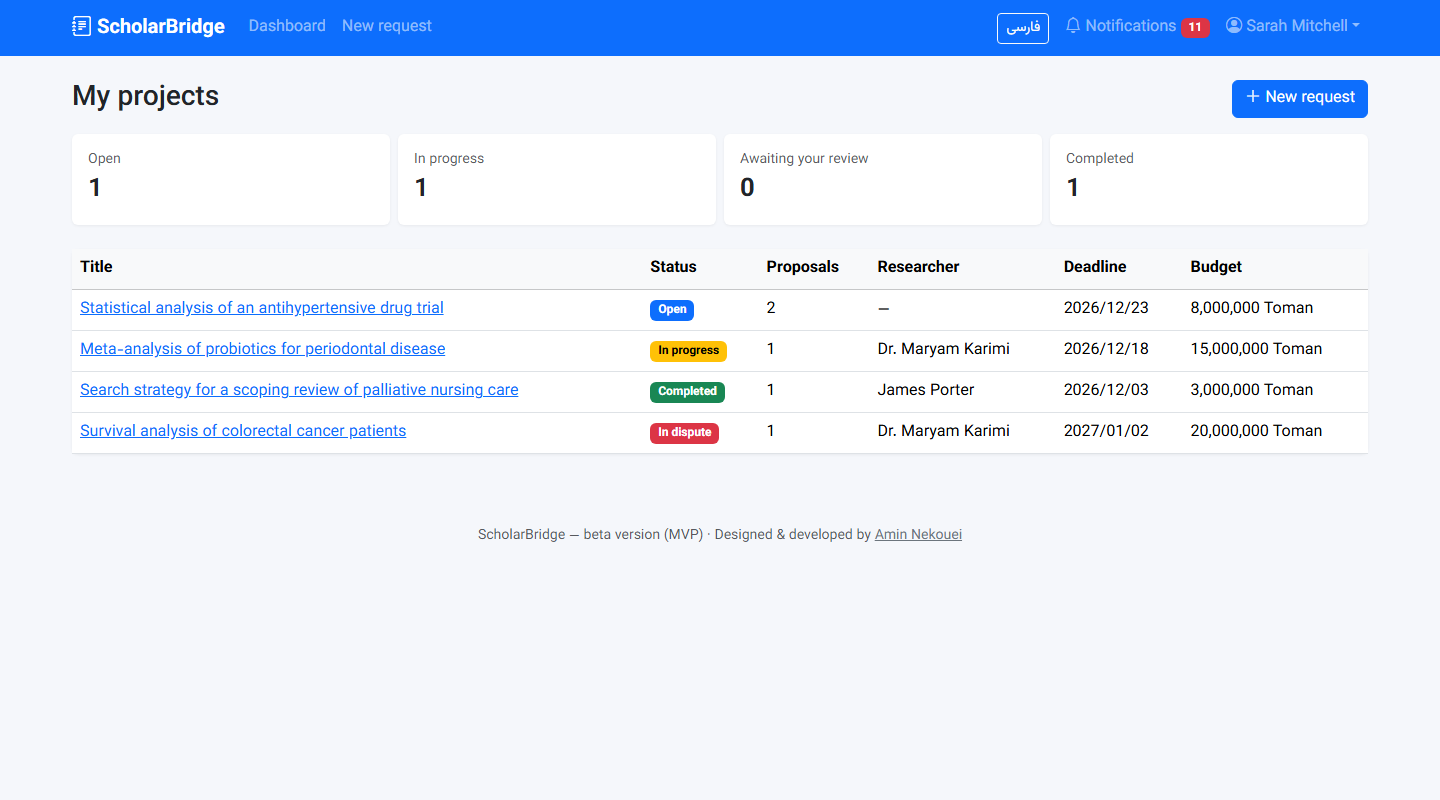 ScholarBridge Dashboard New request فارسی Notifications 11 Sarah Mitchell
My projects + New request
Open In progress Awaiting your review Completed
1 1 0 1
Title Status Proposals Researcher Deadline Budget
Statistical analysis of an antihypertensive drug trial Open 2 — 2026/12/23 8,000,000 Toman
Meta-analysis of probiotics for periodontal disease In progress 1 Dr. Maryam Karimi 2026/12/18 15,000,000 Toman
Search strategy for a scoping review of palliative nursing care Completed 1 James Porter 2026/12/03 3,000,000 Toman
Survival analysis of colorectal cancer patients In dispute 1 Dr. Maryam Karimi 2027/01/02 20,000,000 Toman
ScholarBridge — beta version (MVP) · Designed & developed by Amin Nekouei